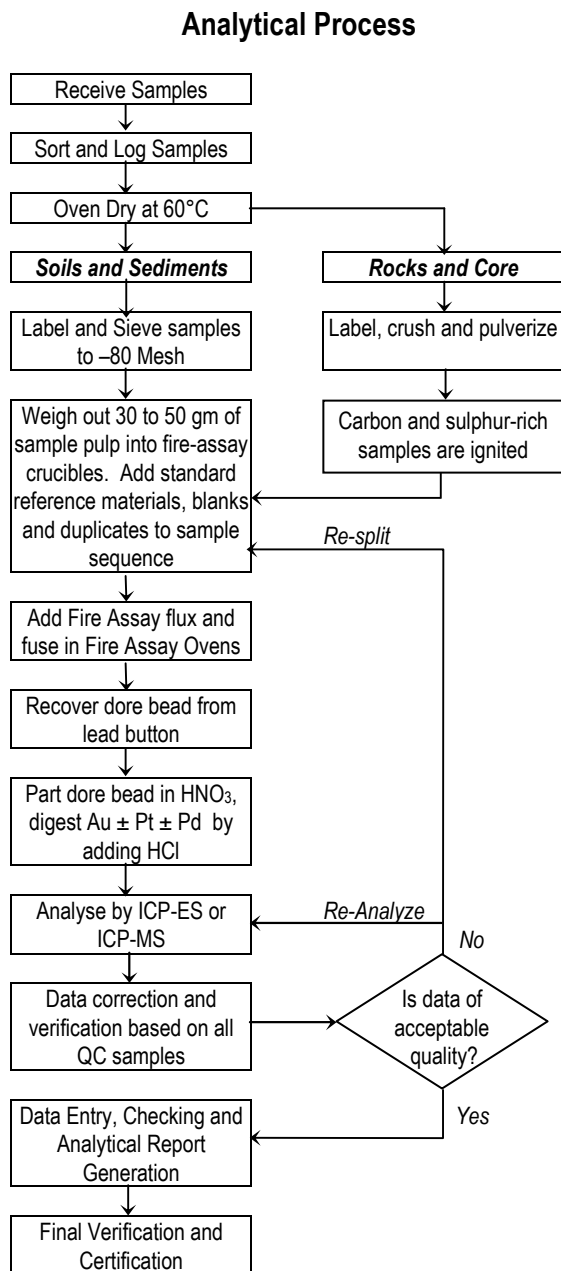 Analytical Process
Receive Samples
Sort and Log Samples
Oven Dry at 60°C
Soils and Sediments
Rocks and Core
Label and Sieve samples
to –80 Mesh
Label, crush and pulverize
Weigh out 30 to 50 gm of
sample pulp into fire-assay
crucibles. Add standard
reference materials, blanks
and duplicates to sample
sequence
Carbon and sulphur-rich
samples are ignited
Re-split
Add Fire Assay flux and
fuse in Fire Assay Ovens
Recover dore bead from
lead button
Part dore bead in HNO₃,
digest Au ± Pt ± Pd by
adding HCl
Analyse by ICP-ES or
ICP-MS
Re-Analyze
No
Data correction and
verification based on all
QC samples
Is data of
acceptable
quality?
Yes
Data Entry, Checking and
Analytical Report
Generation
Final Verification and
Certification